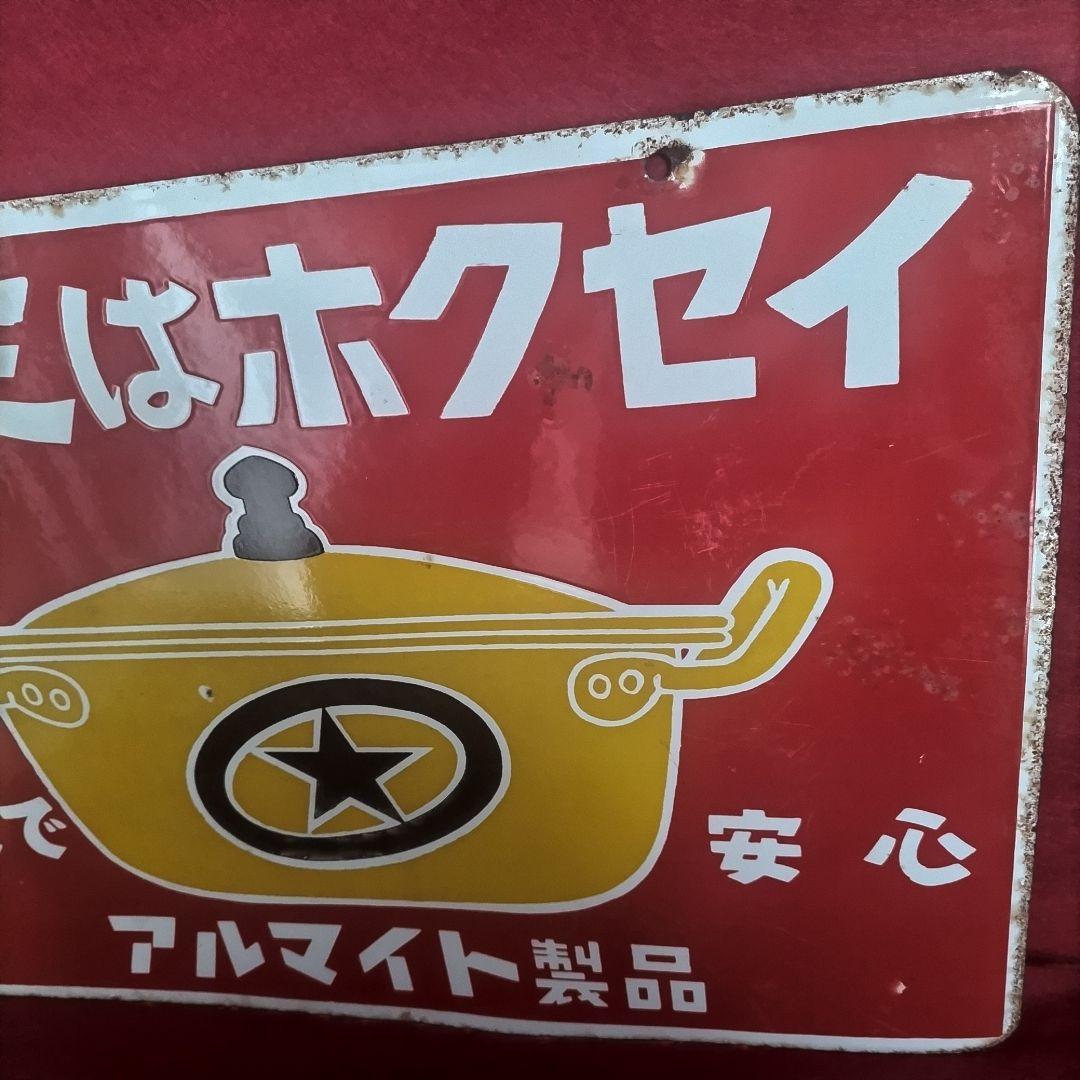 はホクセイ
で 安心
アルマイト製品